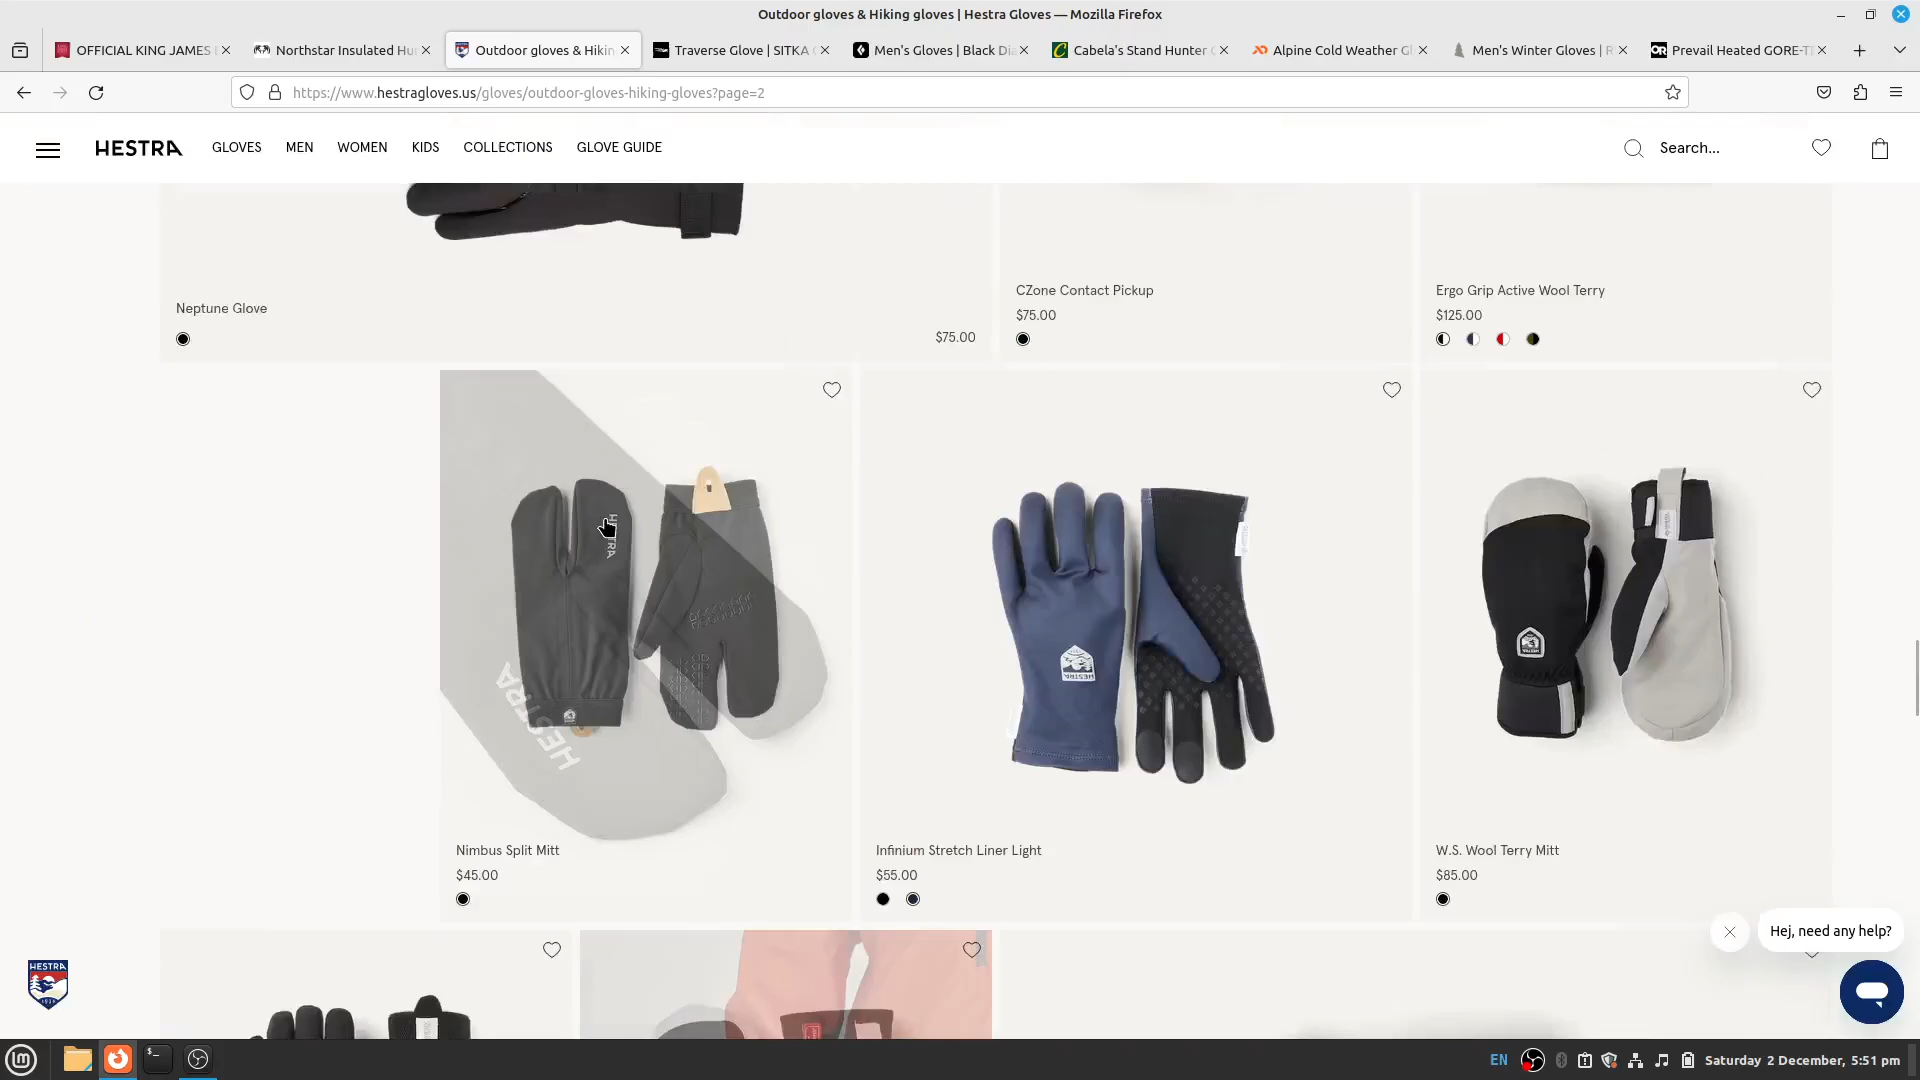 Outdoor gloves & Hiking gloves | Hestra Gloves — Mozilla Firefox
OFFICIAL KING JAMES
Northstar Insulated Hu
Outdoor gloves & Hikin
Traverse Glove | SITKA
Men's Gloves | Black Dia
Cabela's Stand Hunter
Alpine Cold Weather Gl
Men's Winter Gloves | R
Prevail Heated GORE-T
https://www.hestragloves.us/gloves/outdoor-gloves-hiking-gloves?page=2
HESTRA
GLOVES
MEN
WOMEN
KIDS
COLLECTIONS
GLOVE GUIDE
Search...
Neptune Glove
$75.00
CZone Contact Pickup
$75.00
Ergo Grip Active Wool Terry
$125.00
HESTRA
HESTRA
HESTRA
Nimbus Split Mitt
$45.00
Infinium Stretch Liner Light
$55.00
W.S. Wool Terry Mitt
$85.00
Hej, need any help?
HESTRA
EN
Saturday 2 December, 5:51 pm